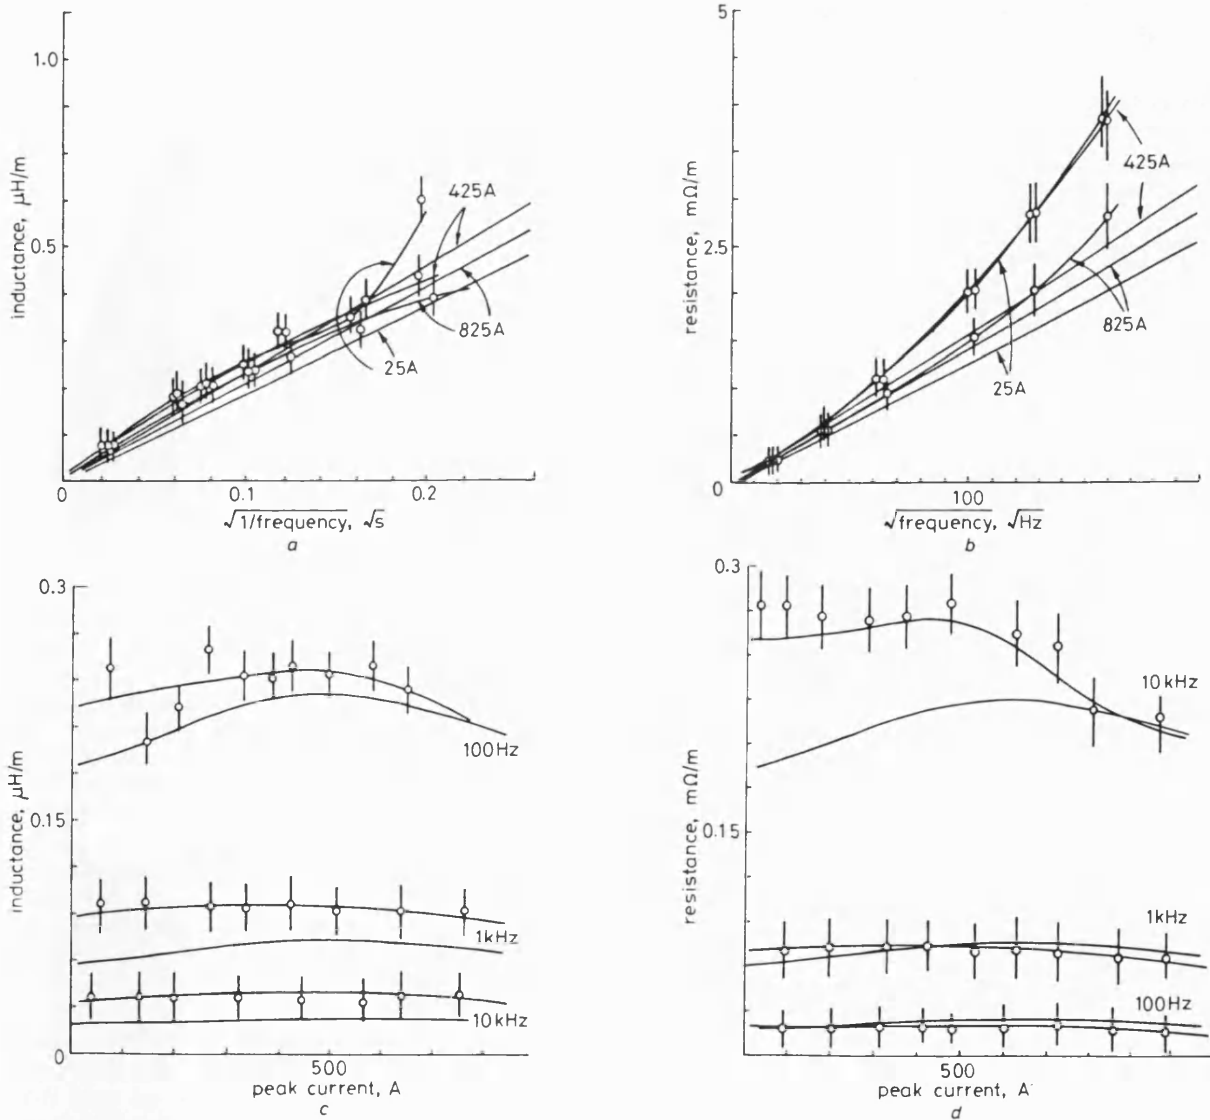 1.0
0.5
0
inductance, μH/m
425A
825A
25A
0.1
0.2
√1/frequency, √s
a
5
2.5
0
resistance, mΩ/m
425A
825A
25A
100
√frequency, √Hz
b
0.3
0.15
0
inductance, μH/m
100Hz
1kHz
10kHz
500
peak current, A
c
0.3
0.15
resistance, mΩ/m
10kHz
1kHz
100Hz
500
peak current, A
d